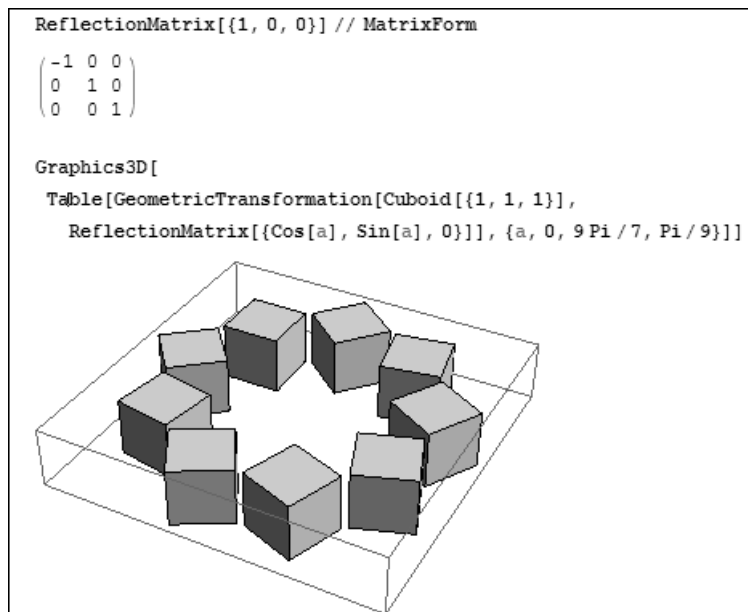 ReflectionMatrix[{1, 0, 0}] // MatrixForm
-1 0 0
0 1 0
0 0 1
Graphics3D[
Table[GeometricTransformation[Cuboid[{1, 1, 1}],
ReflectionMatrix[{Cos[a], Sin[a], 0}]], {a, 0, 9 Pi / 7, Pi / 9}]]